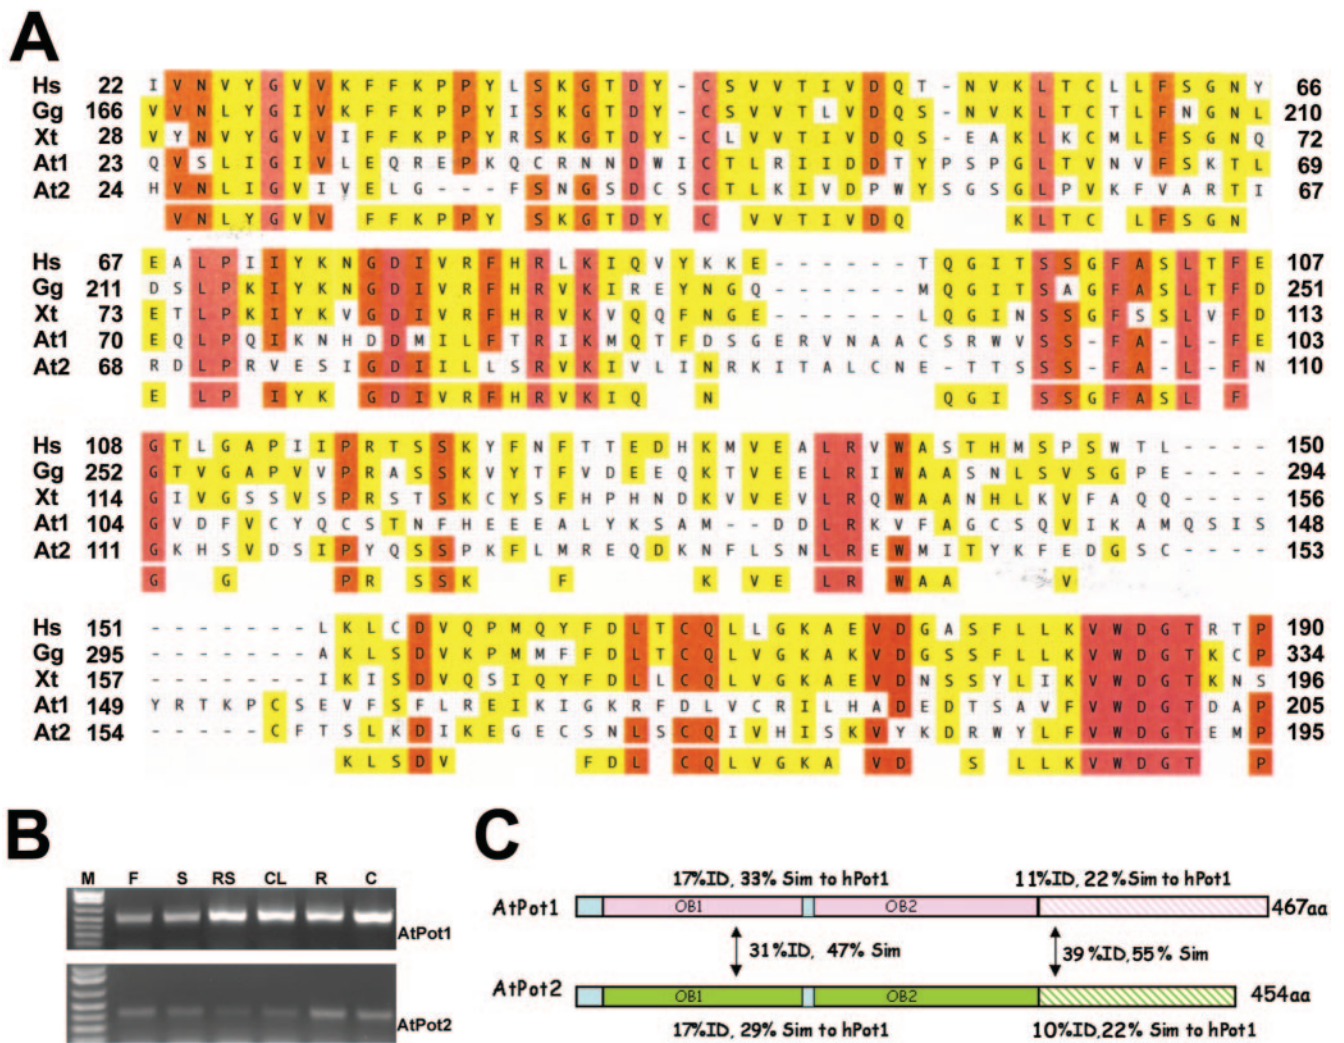 A
Hs 22 I V N V Y G V V K F F K P P Y L S K G T D Y - C S V V T I V D Q T - N V K L T C L L F S G N Y 66
Gg 166 V V N L Y G I V K F F K P P Y I S K G T D Y - C S V V T L V D Q S - N V K L T C T L F N G N L 210
Xt 28 V Y N V Y G V V I F F K P P Y R S K G T D Y - C L V V T I V D Q S - E A K L K C M L F S G N Q 72
At1 23 Q V S L I G I V L E Q R E P K Q C R N N D W I C T L R I I D D T Y P S P G L T V N V F S K T L 69
At2 24 H V N L I G V I V E L G - - - F S N G S D C S C T L K I V D P W Y S G S G L P V K F V A R T I 67
V N L Y G V V F F K P P Y S K G T D Y C V V T I V D Q K L T C L F S G N
Hs 67 E A L P I I Y K N G D I V R F H R L K I Q V Y K K E - - - - - - T Q G I T S S G F A S L T F E 107
Gg 211 D S L P K I Y K N G D I V R F H R V K I R E Y N G Q - - - - - - M Q G I T S A G F A S L T F D 251
Xt 73 E T L P K I Y K V G D I V R F H R V K V Q Q F N G E - - - - - - L Q G I N S S G F S S L V F D 113
At1 70 E Q L P Q I K N H D D M I L F T R I K M Q T F D S G E R V N A A C S R W V S S - F A - L - F E 103
At2 68 R D L P R V E S I G D I I L L S R V K I V L I N R K I T A L C N E - T T S S S - F A - L - F N 110
E L P I Y K G D I V R F H R V K I Q N Q G I S S G F A S L F
Hs 108 G T L G A P I I P R T S S K Y F N F T T E D H K M V E A L R V W A S T H M S P S W T L - - - - 150
Gg 252 G T V G A P V V P R A S S K V Y T F V D E E Q K T V E E L R I W A A S N L S V S G P E - - - - 294
Xt 114 G I V G S S V S P R S T S K C Y S F H P H N D K V V E V L R Q W A A N H L K V F A Q Q - - - - 156
At1 104 G V D F V C Y Q C S T N F H E E E A L Y K S A M - - D D L R K V F A G C S Q V I K A M Q S I S 148
At2 111 G K H S V D S I P Y Q S S P K F L M R E Q D K N F L S N L R E W M I T Y K F E D G S C - - - - 153
G G P R S S K F K V E L R W A A V
Hs 151 - - - - - - - L K L C D V Q P M Q Y F D L T C Q L L G K A E V D G A S F L L K V W D G T R T P 190
Gg 295 - - - - - - - A K L S D V K P M M F F D L T C Q L V G K A K V D G S S F L L K V W D G T K C P 334
Xt 157 - - - - - - - I K I S D V Q S I Q Y F D L L C Q L V G K A E V D N S S Y L I K V W D G T K N S 196
At1 149 Y R T K P C S E V F S F L R E I K I G K R F D L V C R I L H A D E D T S A V F V W D G T D A P 205
At2 154 - - - - - C F T S L K D I K E G E C S N L S C Q I V H I S K V Y K D R W Y L F V W D G T E M P 195
K L S D V F D L C Q L V G K A V D S L L K V W D G T P
B
M F S RS CL R C
AtPot1
AtPot2
C
17%ID, 33% Sim to hPot1 11%ID, 22%Sim to hPot1
AtPot1 OB1 OB2 467aa
31%ID, 47% Sim 39%ID,55% Sim
AtPot2 OB1 OB2 454aa
17%ID, 29% Sim to hPot1 10%ID,22% Sim to hPot1